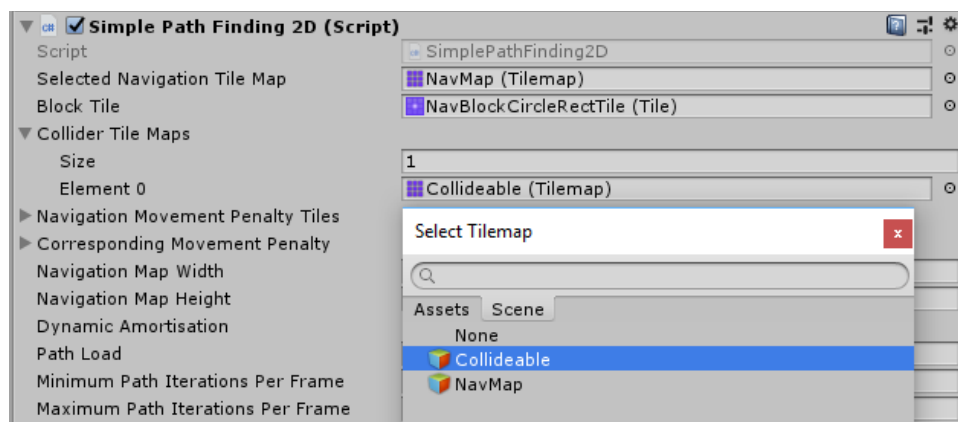 Simple Path Finding 2D (Script)
Script SimplePathFinding2D
Selected Navigation Tile Map NavMap (Tilemap)
Block Tile NavBlockCircleRectTile (Tile)
Collider Tile Maps
Size 1
Element 0 Collideable (Tilemap)
Navigation Movement Penalty Tiles
Corresponding Movement Penalty
Navigation Map Width
Navigation Map Height
Dynamic Amortisation
Path Load
Minimum Path Iterations Per Frame
Maximum Path Iterations Per Frame
Select Tilemap x
Assets Scene
None
Collideable
NavMap